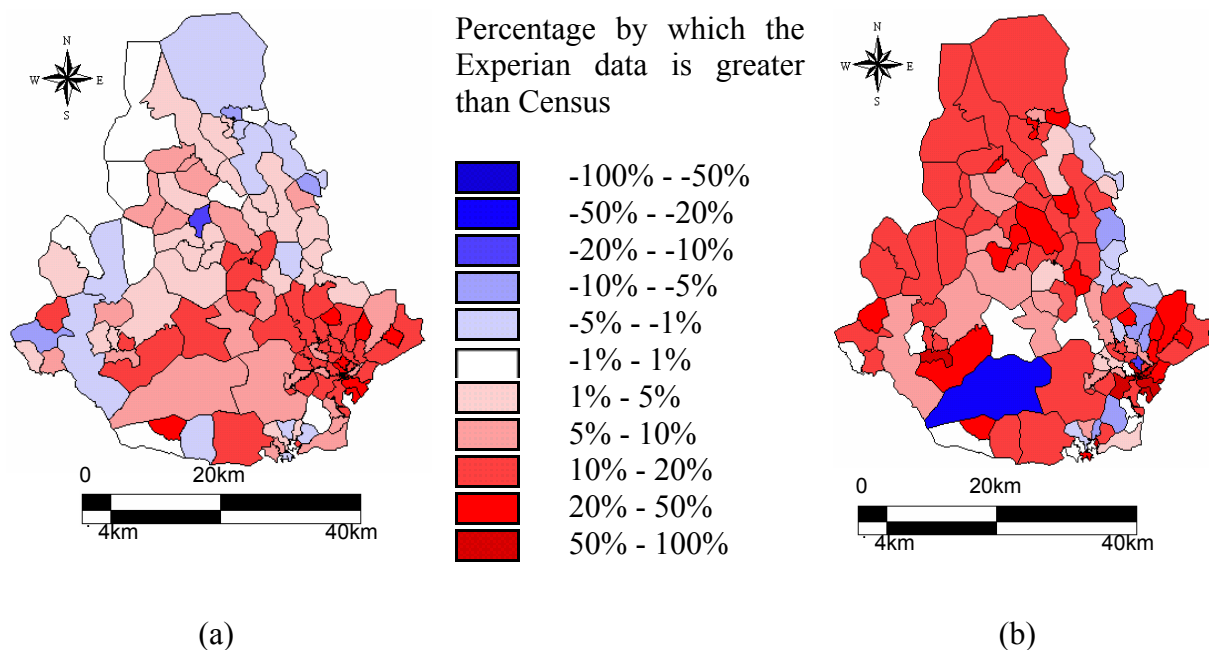 N
W E
S
Percentage by which the
Experian data is greater
than Census
N
W E
S
-100% - -50%
-50% - -20%
-20% - -10%
-10% - -5%
-5% - -1%
-1% - 1%
1% - 5%
5% - 10%
10% - 20%
20% - 50%
50% - 100%
0 20km
4km 40km
0 20km
4km 40km
(a) (b)